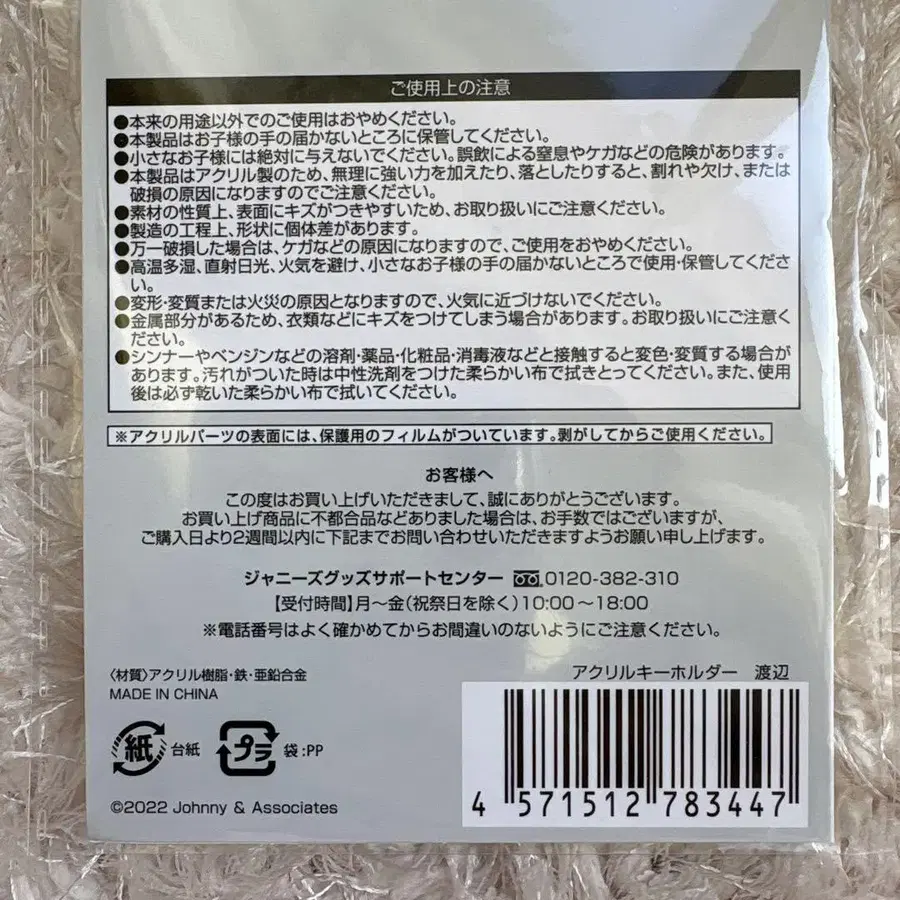 ご使用上の注意
●本来の用途以外でのご使用はおやめください。
●本製品はお子様の手の届かないところに保管してください。
●小さなお子様には絶対に与えないでください。誤飲による窒息やケガなどの危険があります。
●本製品はアクリル製のため、無理に強い力を加えたり、落としたりすると、割れや欠け、または
破損の原因になりますのでご注意ください。
●素材の性質上、表面にキズがつきやすいため、お取り扱いにご注意ください。
●製造の工程上、形状に個体差があります。
●万一破損した場合は、ケガなどの原因になりますので、ご使用をおやめください。
●高温多湿、直射日光、火気を避け、小さなお子様の手の届かないところで使用・保管してくださ
い。
●変形・変質または火災の原因となりますので、火気に近づけないでください。
●金属部分があるため、衣類などにキズをつけてしまう場合があります。お取り扱いにご注意く
ださい。
●シンナーやベンジンなどの溶剤・薬品・化粧品・消毒液などと接触すると変色・変質する場合が
あります。汚れがついた時は中性洗剤をつけた柔らかい布で拭きとってください。また、使用
後は必ず乾いた柔らかい布で拭いてください。
※アクリルパーツの表面には、保護用のフィルムがついています。剥がしてからご使用ください。
お客様へ
この度はお買い上げいただきまして、誠にありがとうございます。
お買い上げ商品に不都合品などありました場合は、お手数ではございますが、
ご購入日より2週間以内に下記までお問い合わせいただきますようお願い申し上げます。
ジャニーズグッズサポートセンター 0120-382-310
【受付時間】月〜金(祝祭日を除く)10:00〜18:00
※電話番号はよく確かめてからお間違いのないようにご注意ください。
〈材質〉アクリル樹脂・鉄・亜鉛合金
MADE IN CHINA
アクリルキーホルダー 渡辺
紙 台紙 プラ 袋:PP
4 571512 783447
©2022 Johnny & Associates